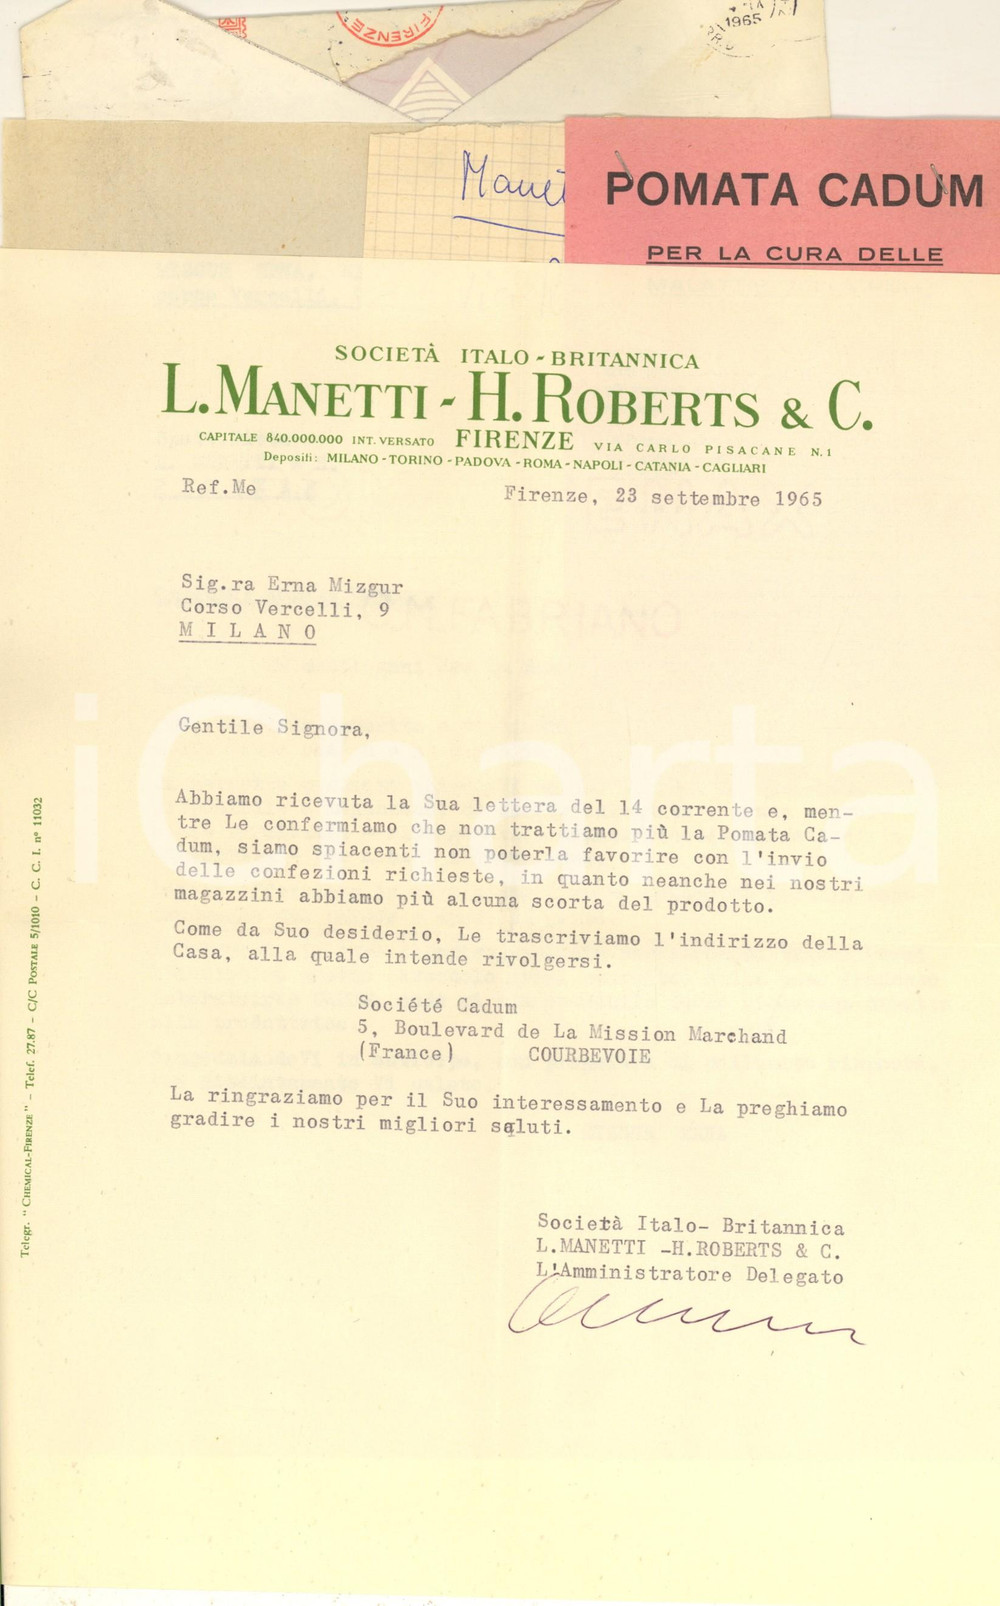 FIRENZE
1965
Manet
POMATA CADUM
PER LA CURA DELLE
SOCIETÀ ITALO-BRITANNICA
L. MANETTI - H. ROBERTS & C.
CAPITALE 840.000.000 INT. VERSATO FIRENZE VIA CARLO PISACANE N. 1
Depositi: MILANO - TORINO - PADOVA - ROMA - NAPOLI - CATANIA - CAGLIARI
Ref.Me Firenze, 23 settembre 1965
Sig.ra Erna Mizgur
Corso Vercelli, 9
M I L A N O
Gentile Signora,
Abbiamo ricevuta la Sua lettera del 14 corrente e, men-
tre Le confermiamo che non trattiamo più la Pomata Ca-
dum, siamo spiacenti non poterla favorire con l'invio
delle confezioni richieste, in quanto neanche nei nostri
magazzini abbiamo più alcuna scorta del prodotto.
Come da Suo desiderio, Le trascriviamo l'indirizzo della
Casa, alla quale intende rivolgersi.
Société Cadum
5, Boulevard de La Mission Marchand
(France) COURBEVOIE
La ringraziamo per il Suo interessamento e La preghiamo
gradire i nostri migliori saluti.
Società Italo- Britannica
L.MANETTI -H.ROBERTS & C.
L'Amministratore Delegato
Telegr. "CHEMICAL-FIRENZE" - Telef. 27.87 - C/C POSTALE 5/1010 - C. C. I. n° 11032
iCharta